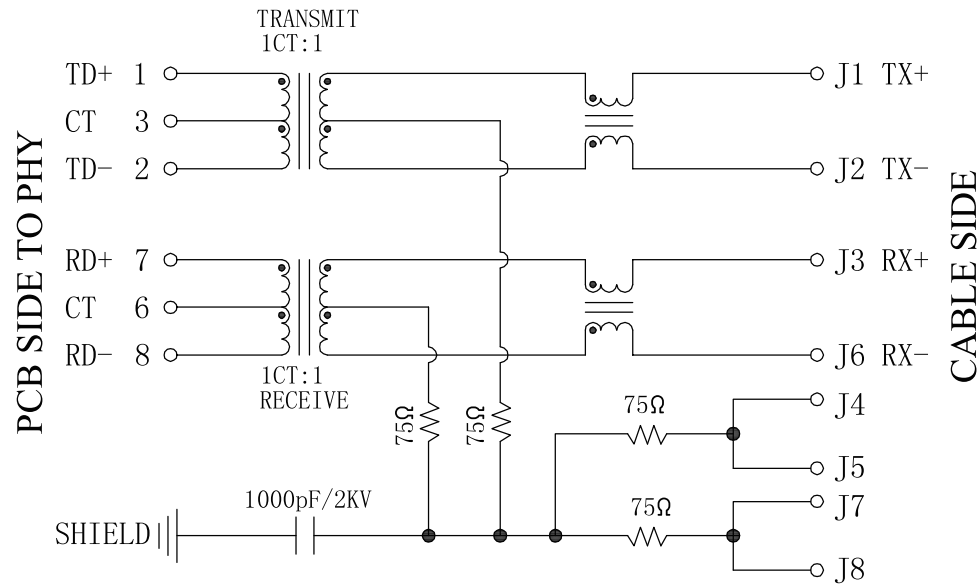 TRANSMIT
1CT:1
TD+ 1
CT 3
TD- 2
J1 TX+
J2 TX-
RD+ 7
CT 6
RD- 8
J3 RX+
J6 RX-
1CT:1
RECEIVE
PCB SIDE TO PHY
CABLE SIDE
75Ω
75Ω
75Ω
J4
J5
1000pF/2KV
75Ω
J7
SHIELD
J8